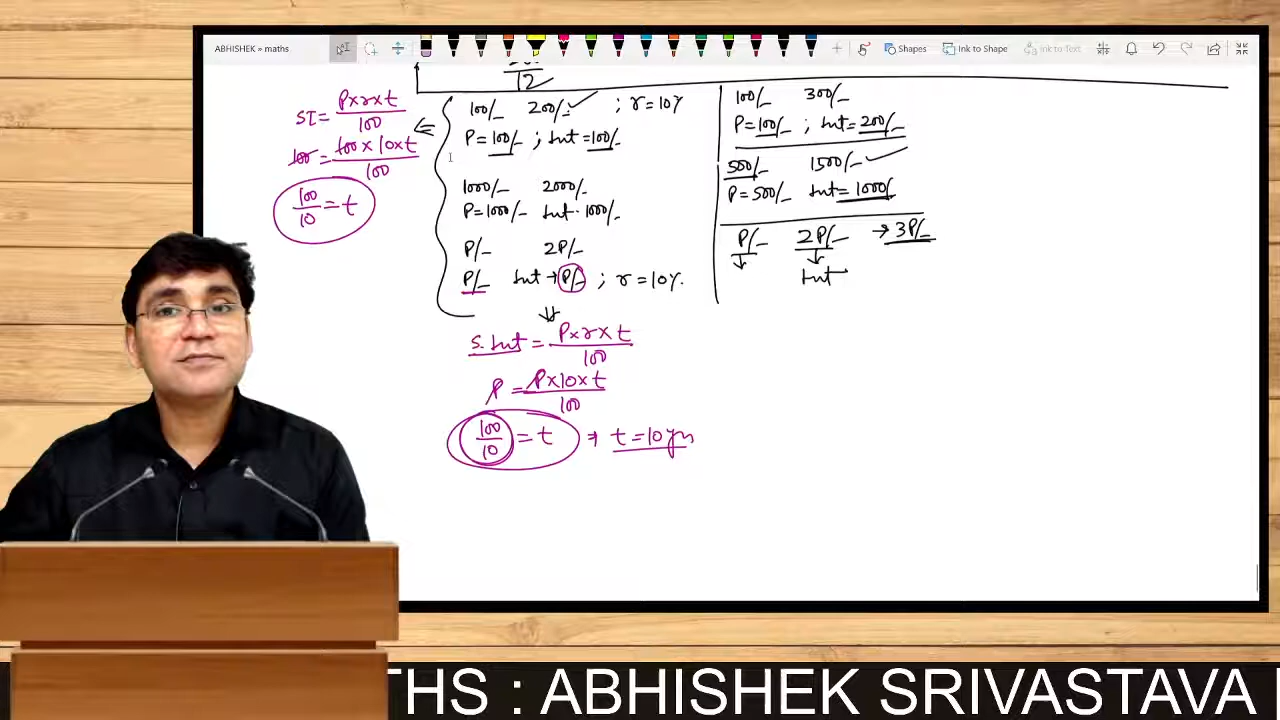 ABHISHEK » maths
Shapes
Ink to Shape
Ink to Text
12
SI = P×r×t
100
100 = 100 × 10 × t
100
100
10 = t
100/- 200/- ; r = 10%
P = 100/- ; Int = 100/-
1000/- 2000/-
P = 1000/- Int · 1000/-
P/- 2P/-
P/- Int → P/- ; r = 10%.
S. Int = P×r×t
100
P = P×10×t
100
100
10 = t → t = 10 yrs
100/- 300/-
P = 100/- ; Int = 200/-
500/- 1500/-
P = 500/- Int = 1000/-
P/- 2P/- → 3P/-
Int
THS : ABHISHEK SRIVASTAVA